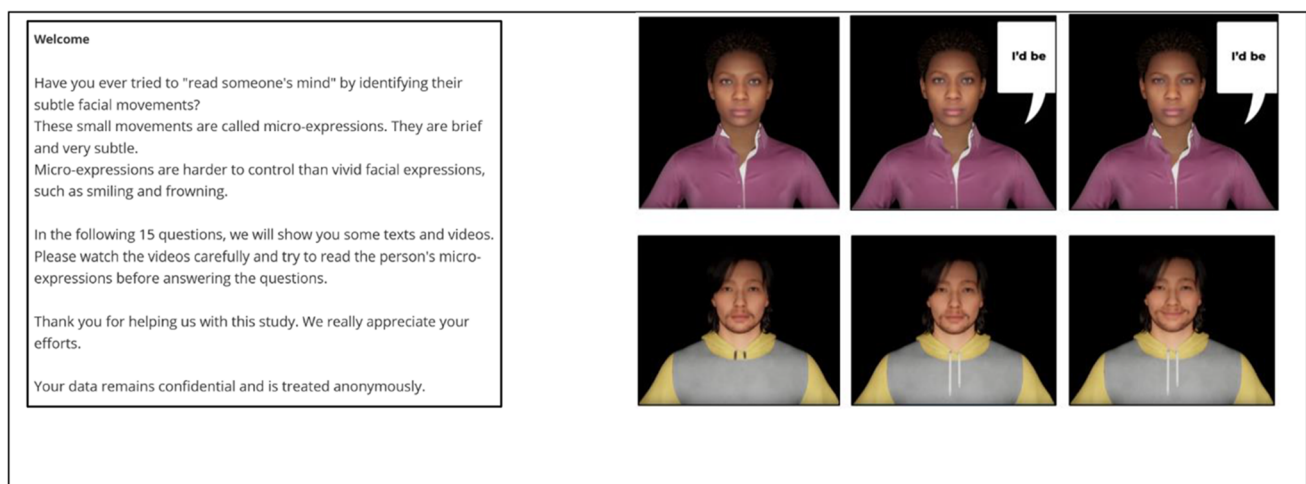 Welcome
Have you ever tried to "read someone's mind" by identifying their
subtle facial movements?
These small movements are called micro-expressions. They are brief
and very subtle.
Micro-expressions are harder to control than vivid facial expressions,
such as smiling and frowning.
In the following 15 questions, we will show you some texts and videos.
Please watch the videos carefully and try to read the person's micro-
expressions before answering the questions.
Thank you for helping us with this study. We really appreciate your
efforts.
Your data remains confidential and is treated anonymously.
I'd be
I'd be